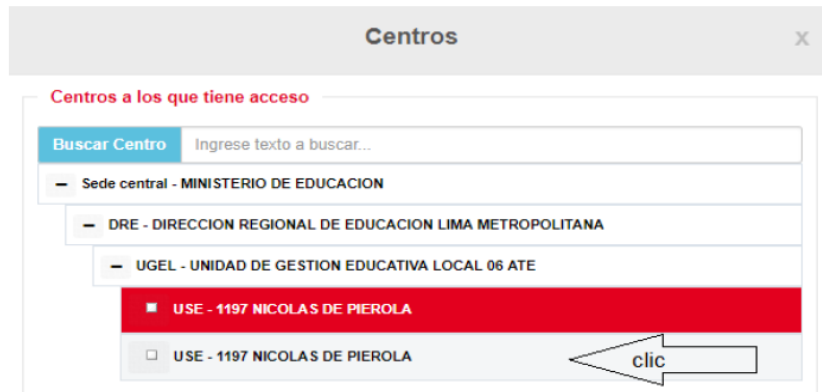 Centros x
Centros a los que tiene acceso
Buscar Centro Ingrese texto a buscar...
Sede central - MINISTERIO DE EDUCACION
DRE - DIRECCION REGIONAL DE EDUCACION LIMA METROPOLITANA
UGEL - UNIDAD DE GESTION EDUCATIVA LOCAL 06 ATE
USE - 1197 NICOLAS DE PIEROLA
USE - 1197 NICOLAS DE PIEROLA clic